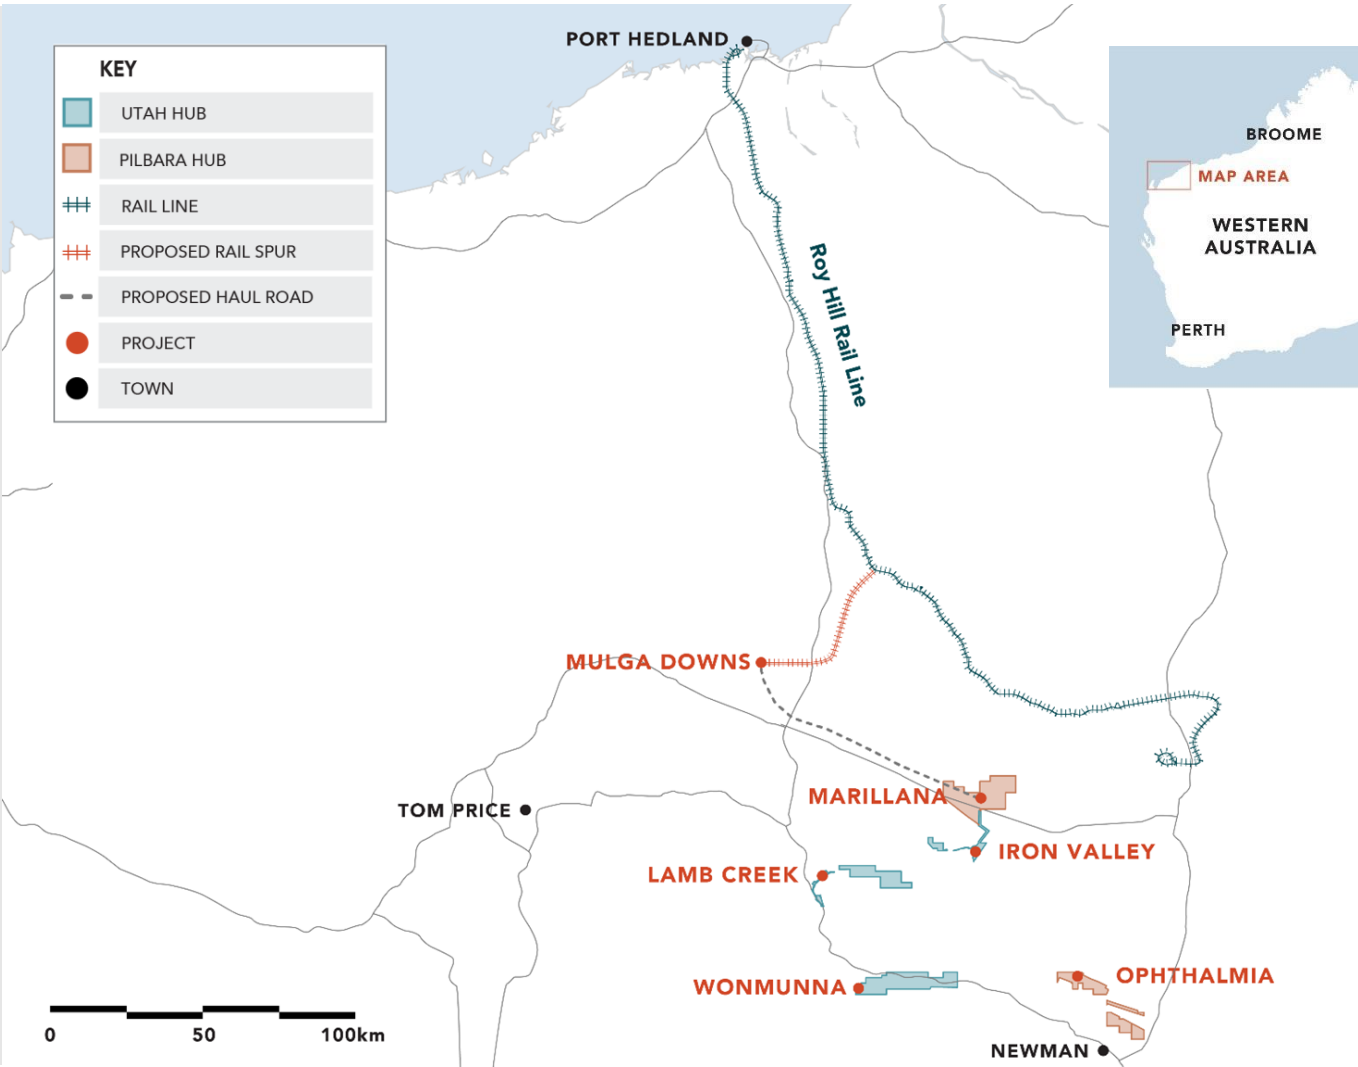 PORT HEDLAND
KEY
UTAH HUB
PILBARA HUB
RAIL LINE
PROPOSED RAIL SPUR
PROPOSED HAUL ROAD
PROJECT
TOWN
BROOME
MAP AREA
WESTERN
AUSTRALIA
PERTH
Roy Hill Rail Line
MULGA DOWNS
MARILLANA
TOM PRICE
IRON VALLEY
LAMB CREEK
OPHTHALMIA
WONMUNNA
NEWMAN
0 50 100km